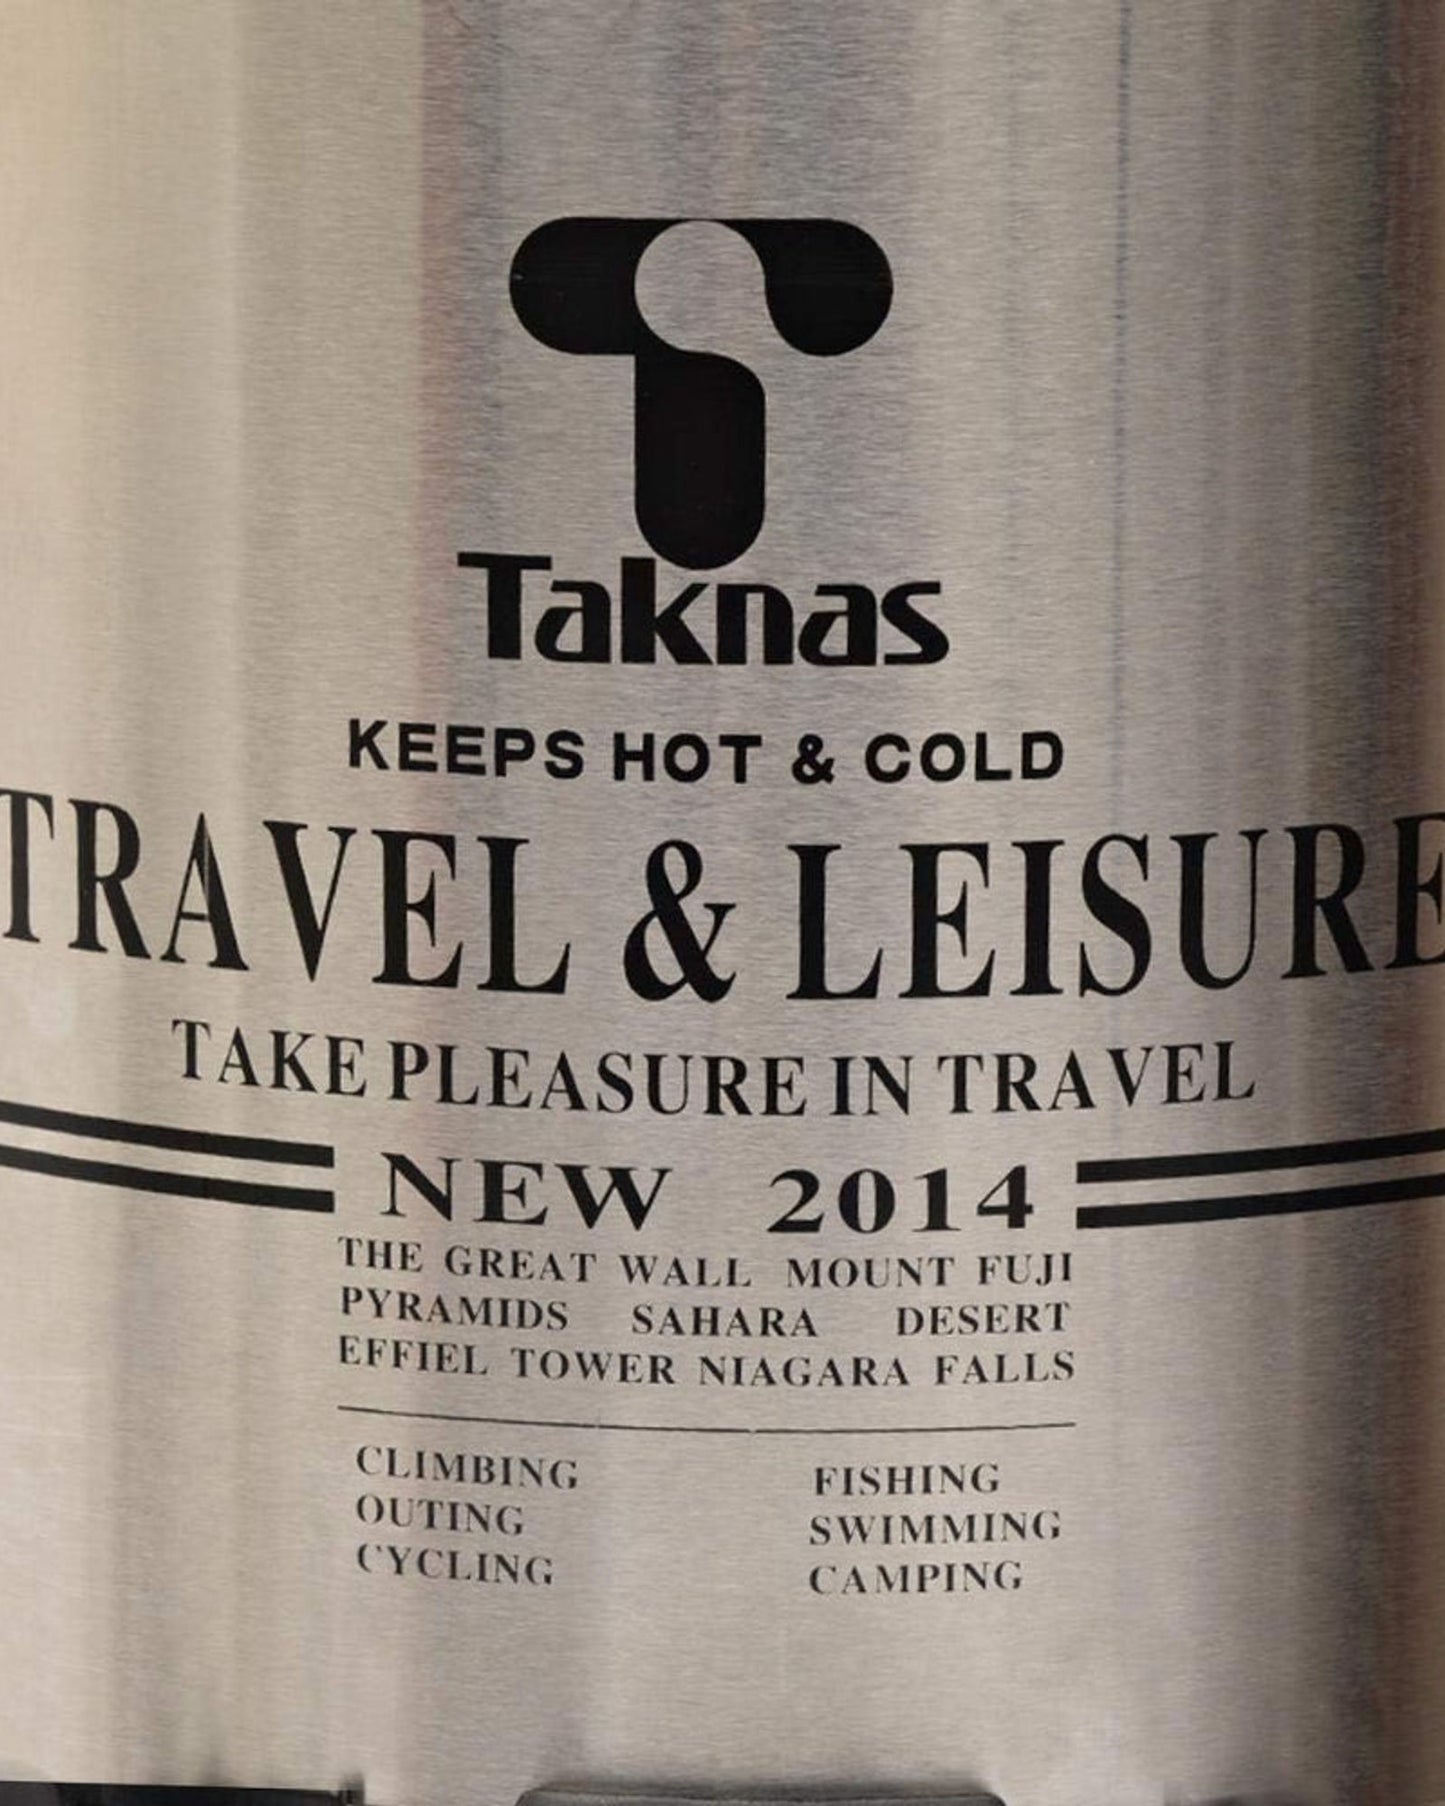 Taknas
KEEPS HOT & COLD
TRAVEL & LEISURE
TAKE PLEASURE IN TRAVEL
NEW 2014
THE GREAT WALL MOUNT FUJI
PYRAMIDS SAHARA DESERT
EFFIEL TOWER NIAGARA FALLS
CLIMBING FISHING
OUTING SWIMMING
CYCLING CAMPING